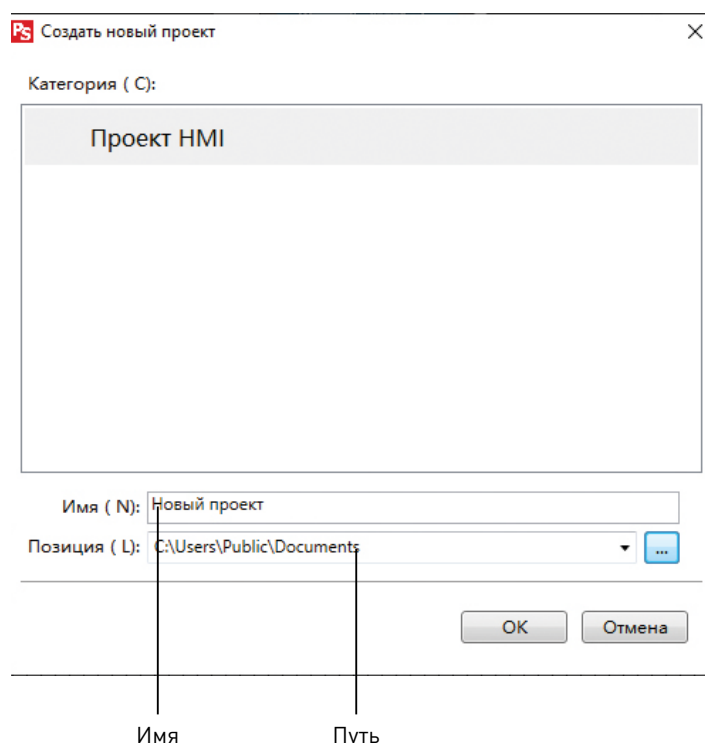 PS Создать новый проект
Категория ( C):
Проект HMI
Имя ( N): Новый проект
Позиция ( L): C:\Users\Public\Documents ...
OK Отмена
Имя Путь